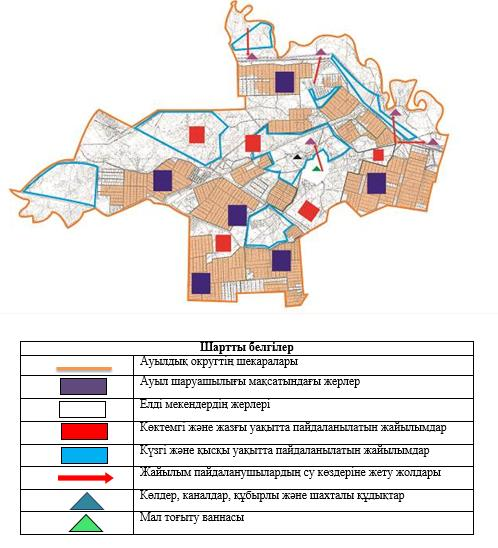 Шартты белгілер
Ауылдық округтің шекаралары
Ауыл шаруашылығы мақсатындағы жерлер
Елді мекендердің жерлері
Көктемгі және жазғы уақытта пайдаланылатын жайылымдар
Күзгі және қысқы уақытта пайдаланылатын жайылымдар
Жайылым пайдаланушылардың су көздеріне жету жолдары
Көлдер, каналдар, құбырлы және шахталы құдықтар
Мал тоғыту ваннасы